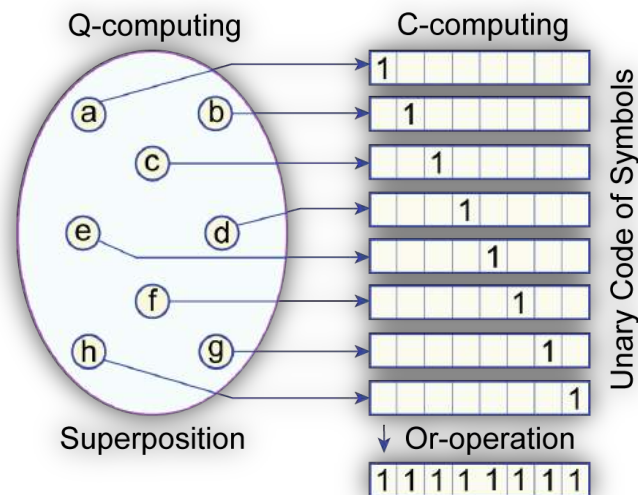 Q-computing
C-computing
a
1
b
1
c
1
d
1
e
1
f
1
g
1
h
1
Unary Code of Symbols
Superposition
Or-operation
1 1 1 1 1 1 1 1